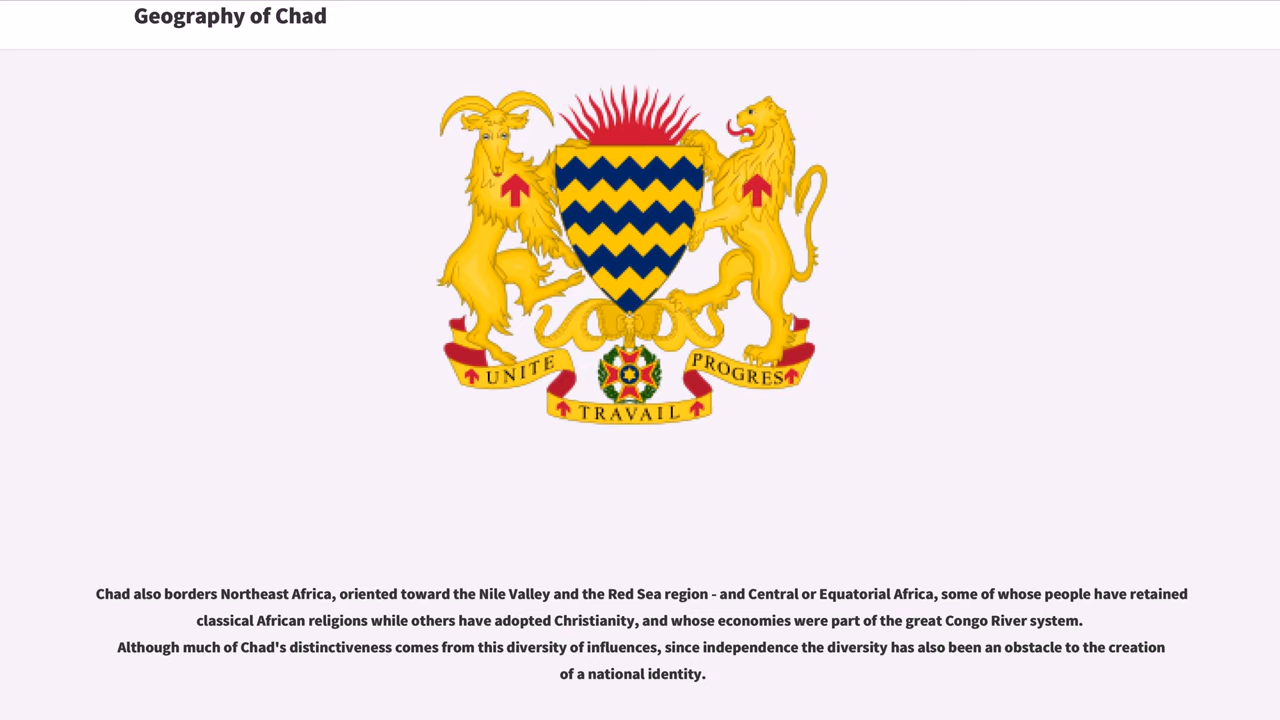 Geography of Chad
UNITE
PROGRES
TRAVAIL
Chad also borders Northeast Africa, oriented toward the Nile Valley and the Red Sea region - and Central or Equatorial Africa, some of whose people have retained
classical African religions while others have adopted Christianity, and whose economies were part of the great Congo River system.
Although much of Chad's distinctiveness comes from this diversity of influences, since independence the diversity has also been an obstacle to the creation
of a national identity.